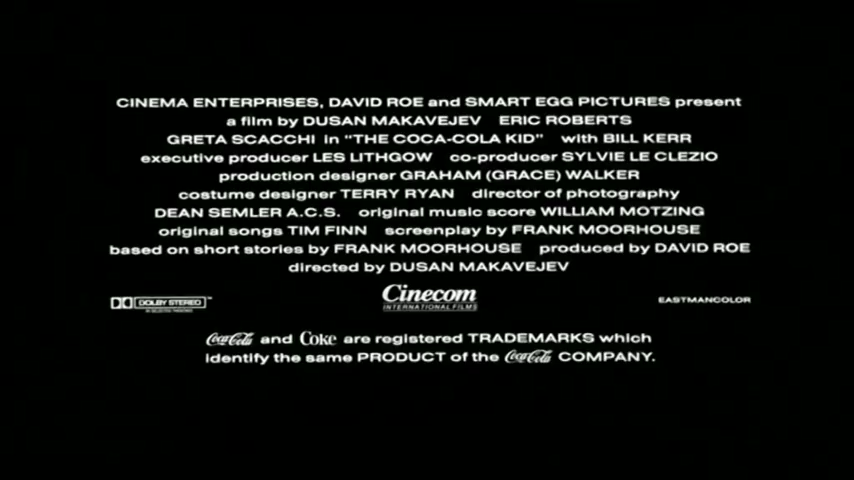 CINEMA ENTERPRISES, DAVID ROE and SMART EGG PICTURES present
a film by DUSAN MAKAVEJEV ERIC ROBERTS
GRETA SCACCHI in "THE COCA-COLA KID" with BILL KERR
executive producer LES LITHGOW co-producer SYLVIE LE CLEZIO
production designer GRAHAM (GRACE) WALKER
costume designer TERRY RYAN director of photography
DEAN SEMLER A.C.S. original music score WILLIAM MOTZING
original songs TIM FINN screenplay by FRANK MOORHOUSE
based on short stories by FRANK MOORHOUSE produced by DAVID ROE
directed by DUSAN MAKAVEJEV
DOLBY STEREO
IN SELECTED THEATRES
Cinecom
INTERNATIONAL FILMS
EASTMANCOLOR
Coca-Cola and Coke are registered TRADEMARKS which
identify the same PRODUCT of the Coca-Cola COMPANY.